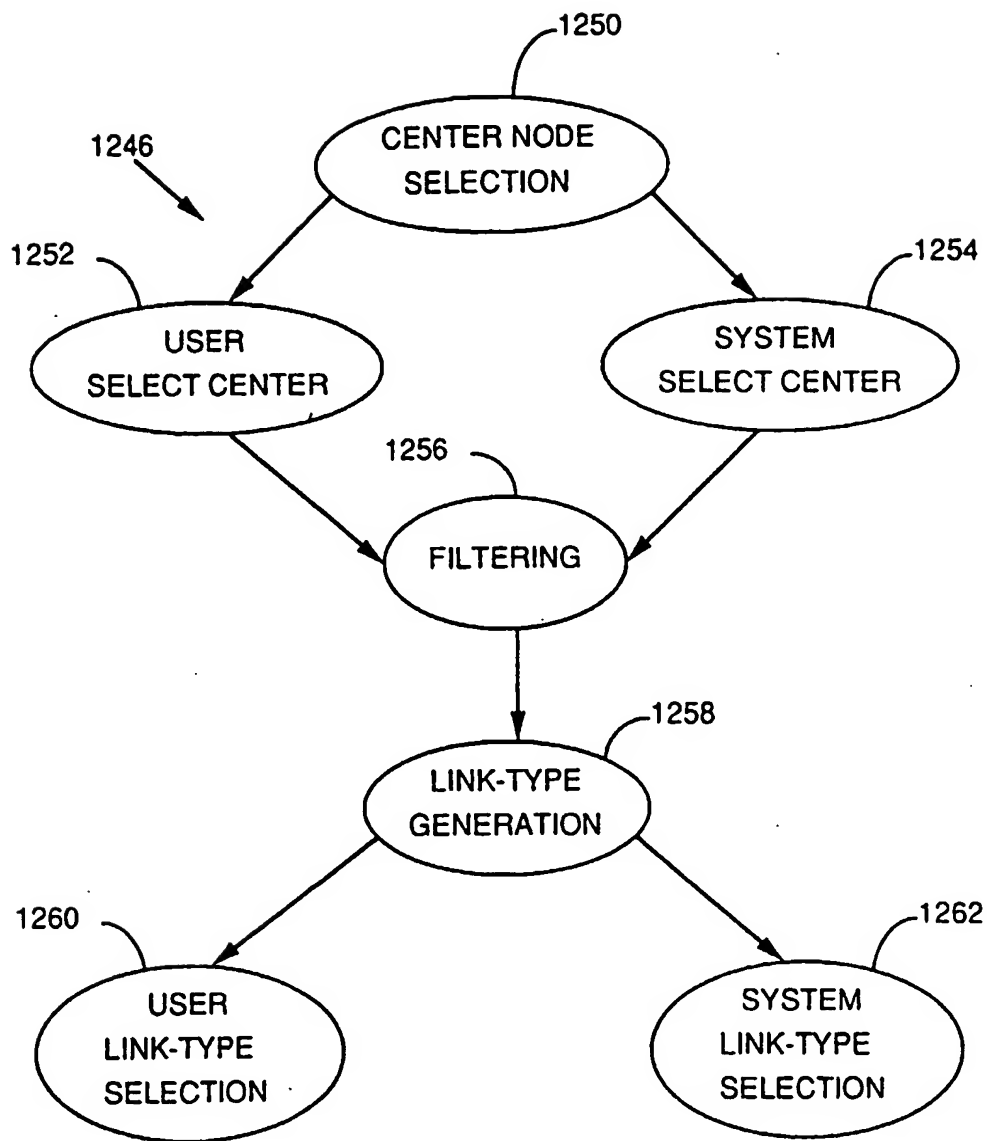 1250
CENTER NODE
SELECTION
1246
1252
USER
SELECT CENTER
1254
SYSTEM
SELECT CENTER
1256
FILTERING
1258
LINK-TYPE
GENERATION
1260
USER
LINK-TYPE
SELECTION
1262
SYSTEM
LINK-TYPE
SELECTION